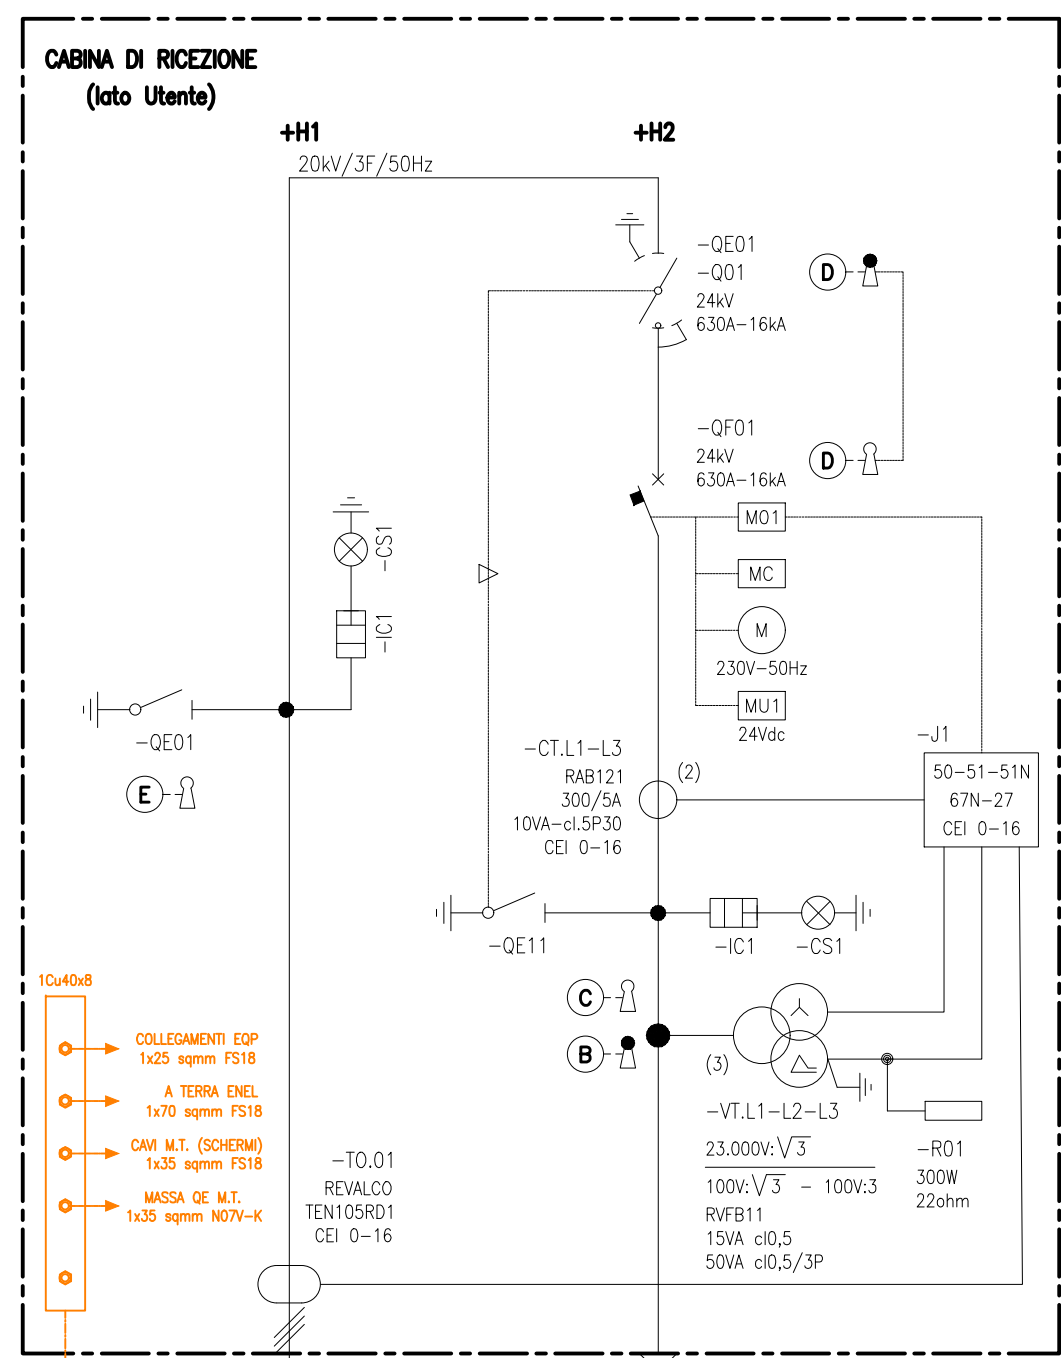 CABINA DI RICEZIONE
(lato Utente)
+H1
+H2
20kV/3F/50Hz
-QE01
-Q01
24kV
630A-16kA
D
-QF01
24kV
630A-16kA
D
M01
MC
M
230V-50Hz
MU1
24Vdc
-CS1
-IC1
-QE01
E
-CT.L1-L3
RAB121
300/5A
10VA-cl.5P30
CEI 0-16
(2)
-J1
50-51-51N
67N-27
CEI 0-16
-QE11
-IC1
-CS1
C
B
(3)
-VT.L1-L2-L3
23.000V:√3
100V:√3 - 100V:3
RVFB11
15VA cl0,5
50VA cl0,5/3P
-R01
300W
22ohm
1Cu40x8
COLLEGAMENTI EQP
1x25 sqmm FS18
A TERRA ENEL
1x70 sqmm FS18
CAVI M.T. (SCHERMI)
1x35 sqmm FS18
MASSA QE M.T.
1x35 sqmm N07V-K
-TO.01
REVALCO
TEN105RD1
CEI 0-16